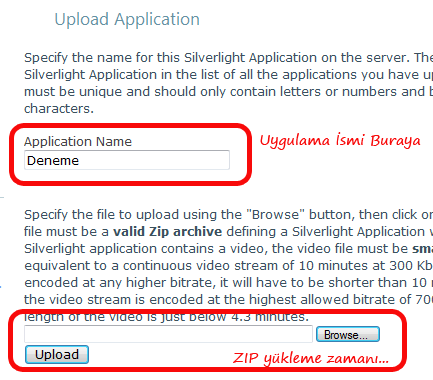 Upload Application
Specify the name for this Silverlight Application on the server. The
Silverlight Application in the list of all the applications you have up
must be unique and should only contain letters or numbers and b
characters.
Application Name
Uygulama İsmi Buraya
Deneme
Specify the file to upload using the "Browse" button, then click on
file must be a valid Zip archive defining a Silverlight Application w
Silverlight application contains a video, the video file must be sma
equivalent to a continuous video stream of 10 minutes at 300 Kb
encoded at any higher bitrate, it will have to be shorter than 10 m
the video stream is encoded at the highest allowed bitrate of 700
length of the video is just below 4.3 minutes.
Browse...
Upload
ZIP yükleme zamanı...